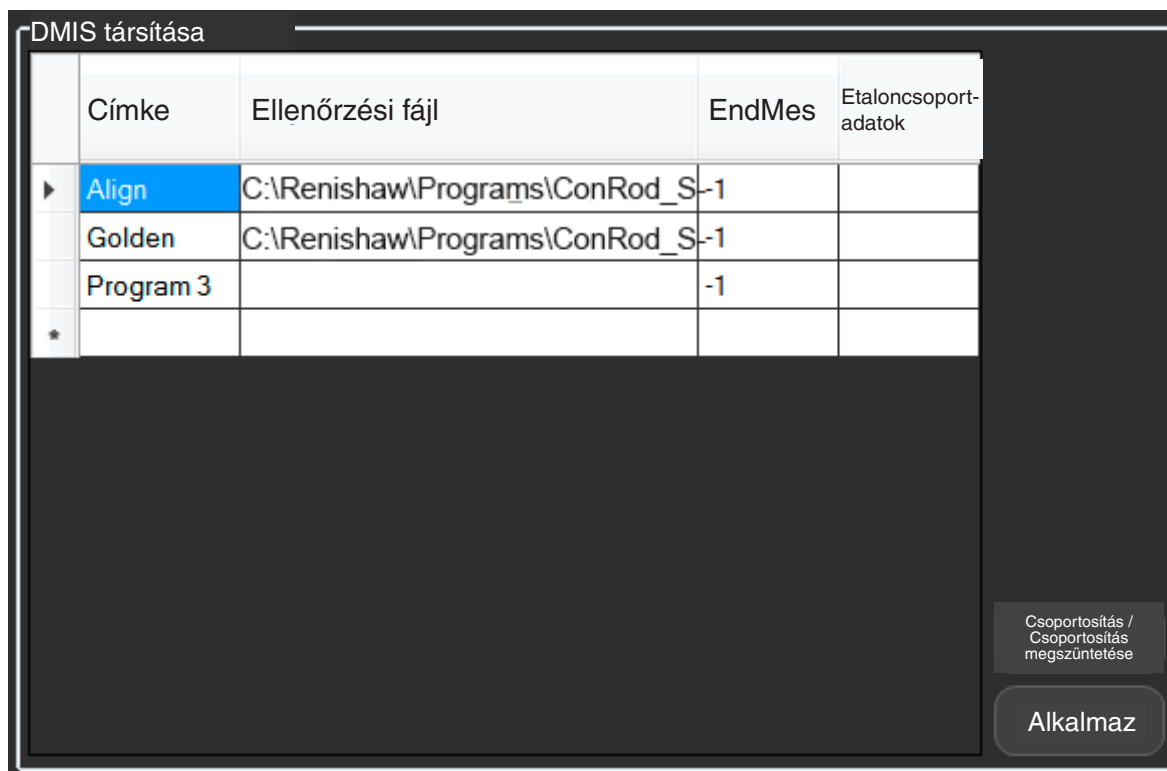 DMIS társítása
Címke Ellenőrzési fájl EndMes Etaloncsoport-
adatok
Align C:\Renishaw\Programs\ConRod_S -1
Golden C:\Renishaw\Programs\ConRod_S -1
Program 3 -1
*
Csoportosítás /
Csoportosítás
megszüntetése
Alkalmaz